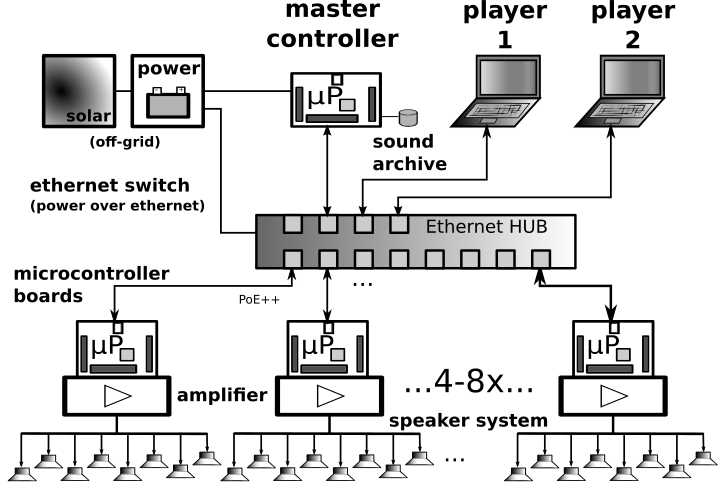 master
controller
player
1
player
2
power
solar
(off-grid)
µP
sound
archive
ethernet switch
(power over ethernet)
Ethernet HUB
microcontroller
boards
PoE++
...
µP
µP
µP
amplifier
...4-8x...
speaker system
...